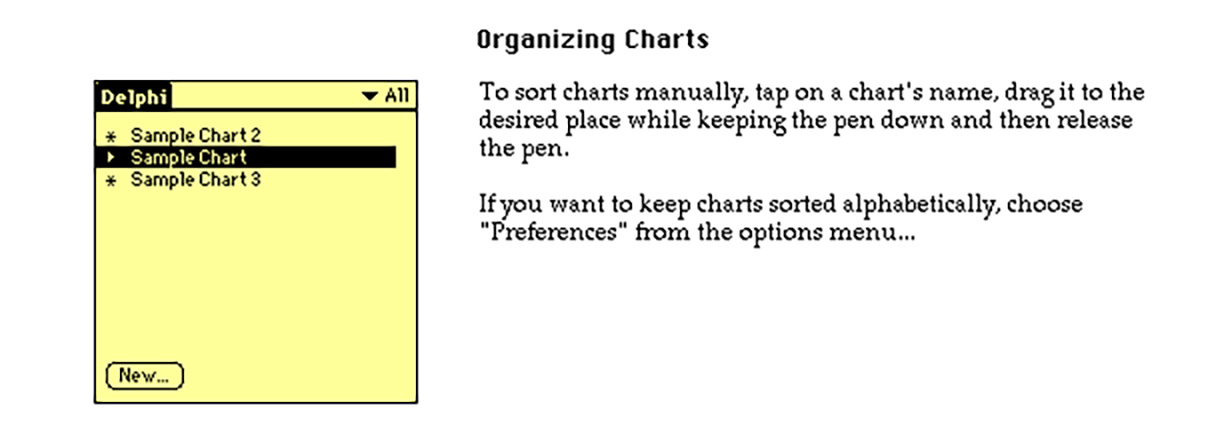 Organizing Charts
Delphi
▼ All
* Sample Chart 2
▸ Sample Chart
* Sample Chart 3
New...
To sort charts manually, tap on a chart's name, drag it to the
desired place while keeping the pen down and then release
the pen.
If you want to keep charts sorted alphabetically, choose
"Preferences" from the options menu...